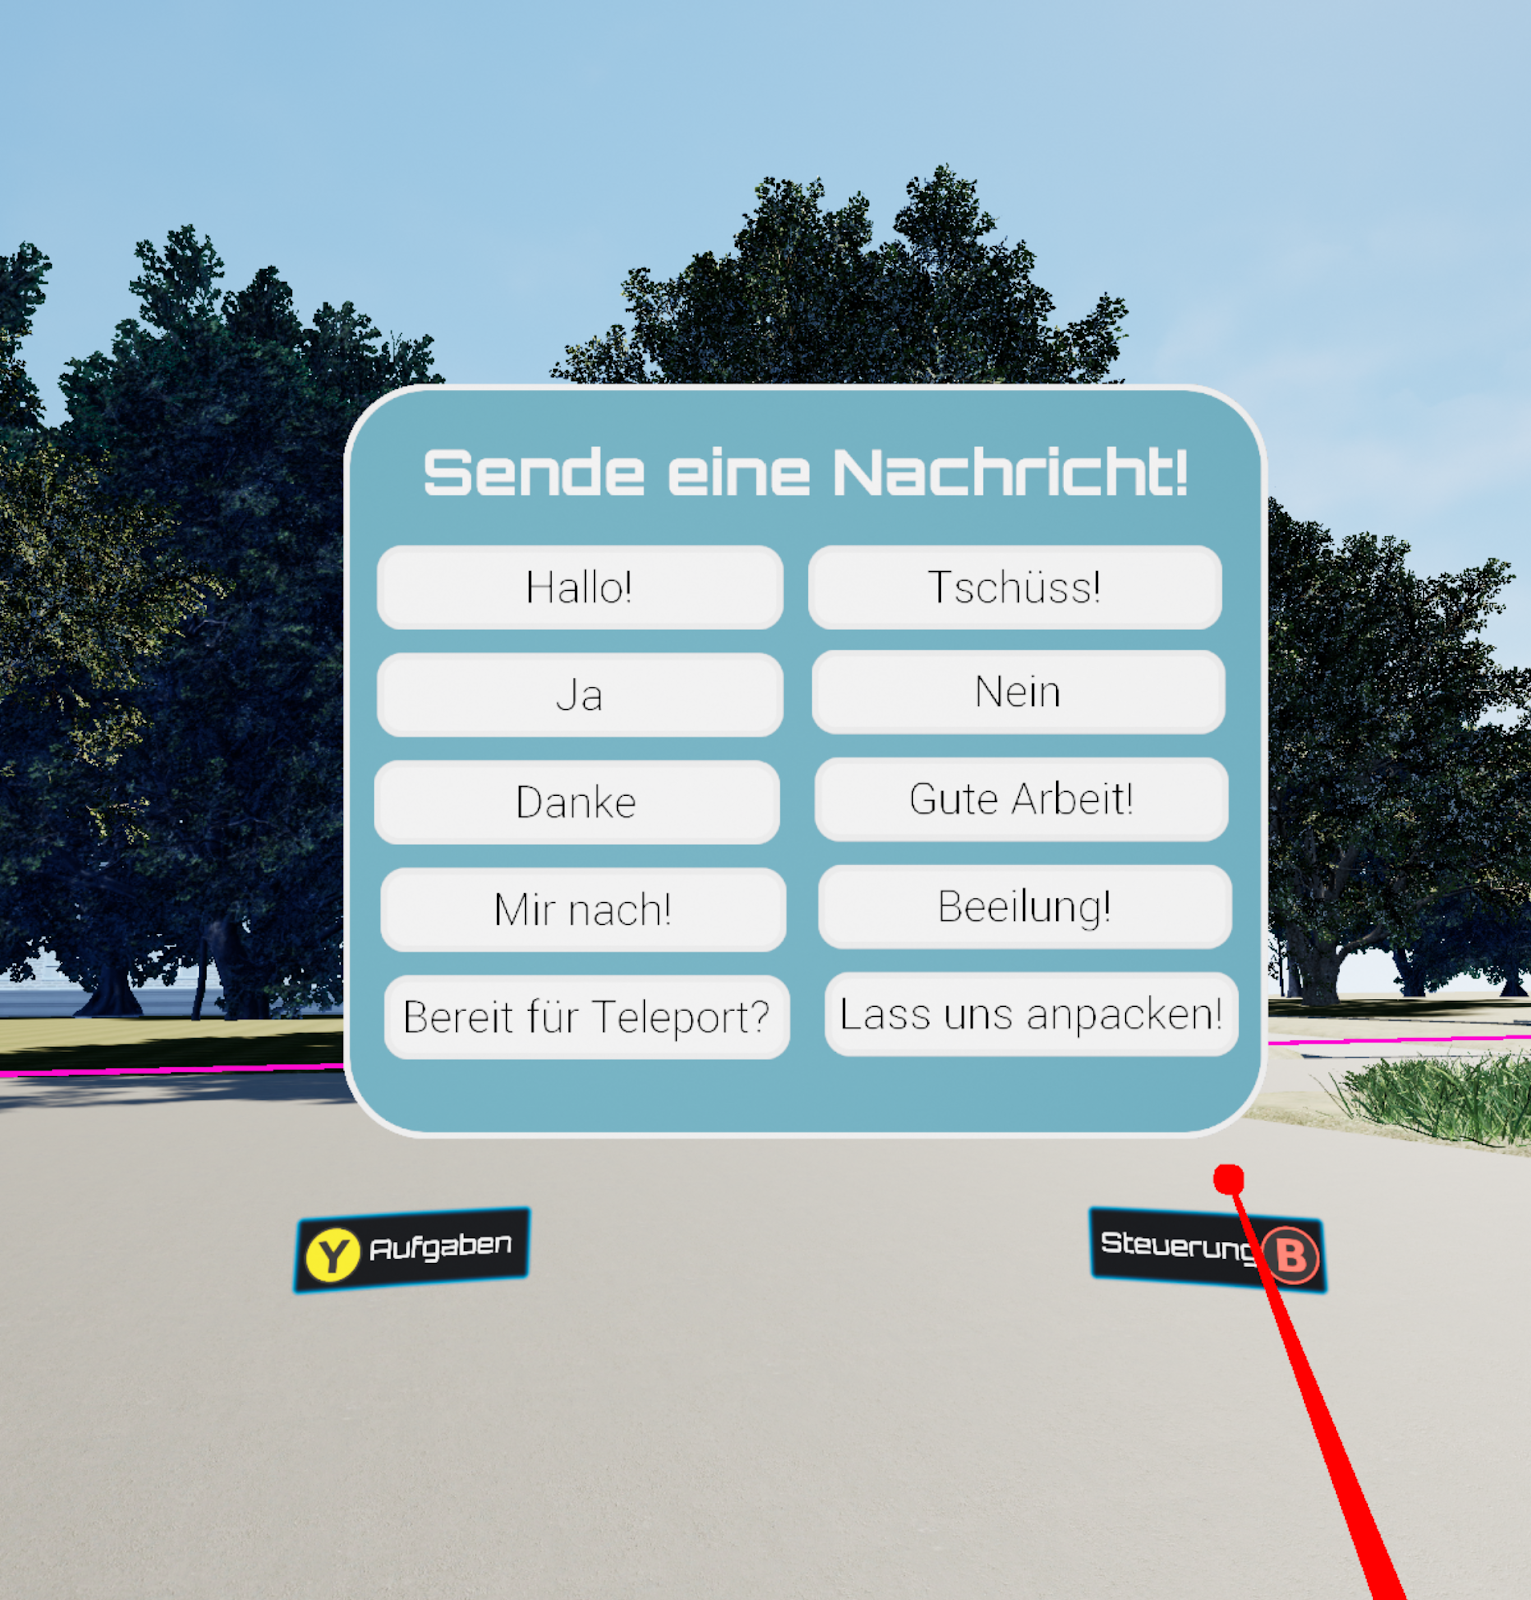 Sende eine Nachricht!
Hallo!
Tschüss!
Ja
Nein
Danke
Gute Arbeit!
Mir nach!
Beeilung!
Bereit für Teleport?
Lass uns anpacken!
Y Aufgaben
Steuerung B